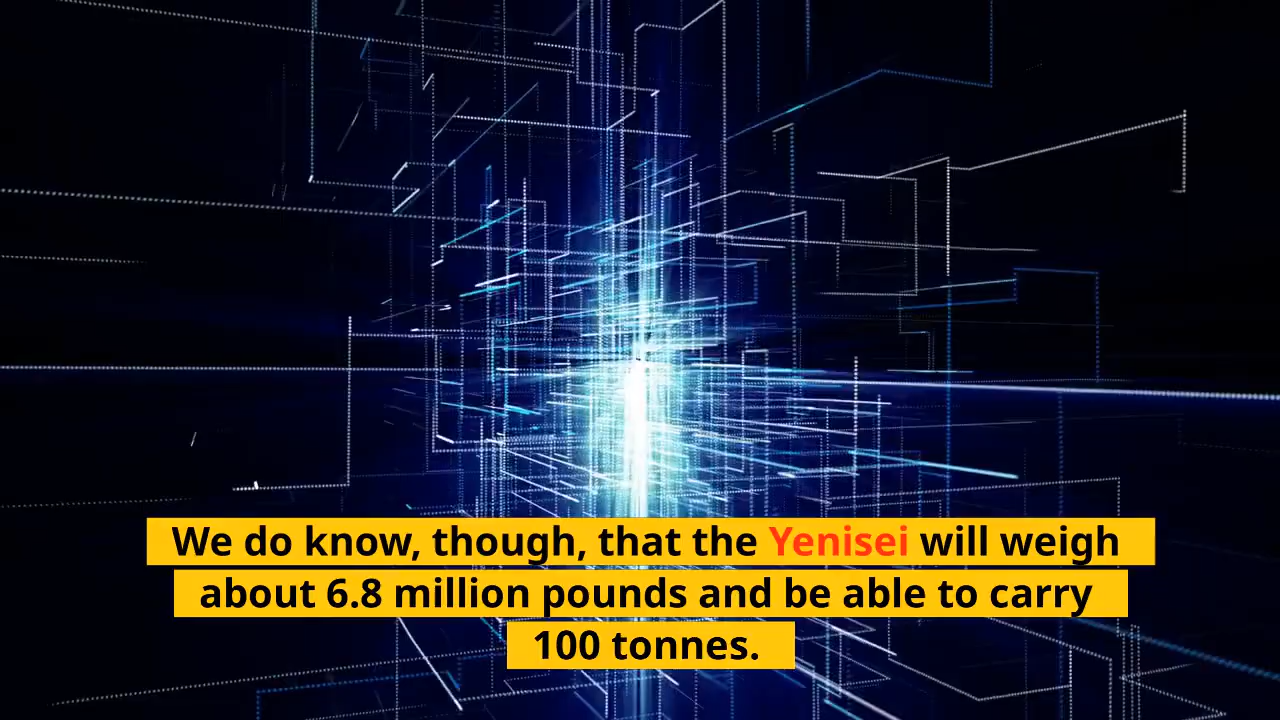 We do know, though, that the Yenisei will weigh
about 6.8 million pounds and be able to carry
100 tonnes.